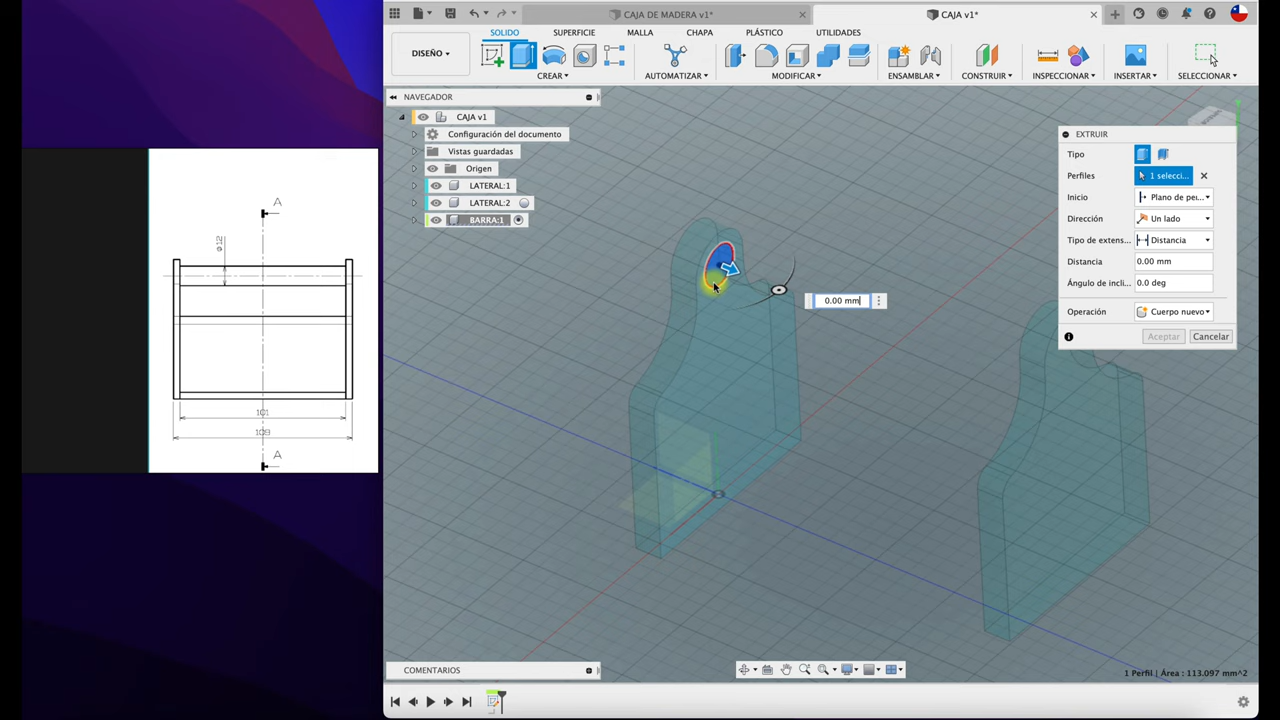 CAJA DE MADERA v1*
CAJA v1*
SÓLIDO
SUPERFICIE
MALLA
CHAPA
PLÁSTICO
UTILIDADES
DISEÑO
CREAR
AUTOMATIZAR
MODIFICAR
ENSAMBLAR
CONSTRUIR
INSPECCIONAR
INSERTAR
SELECCIONAR
NAVEGADOR
CAJA v1
Configuración del documento
Vistas guardadas
Origen
LATERAL:1
LATERAL:2
BARRA:1
A
ø12
101
109
A
0.00 mm
EXTRUIR
Tipo
Perfiles 1 selecci...
Inicio Plano de pe...
Dirección Un lado
Tipo de extens... Distancia
Distancia 0.00 mm
Ángulo de incli... 0.0 deg
Operación Cuerpo nuevo
Aceptar Cancelar
COMENTARIOS
1 Perfil | Área : 113.097 mm^2